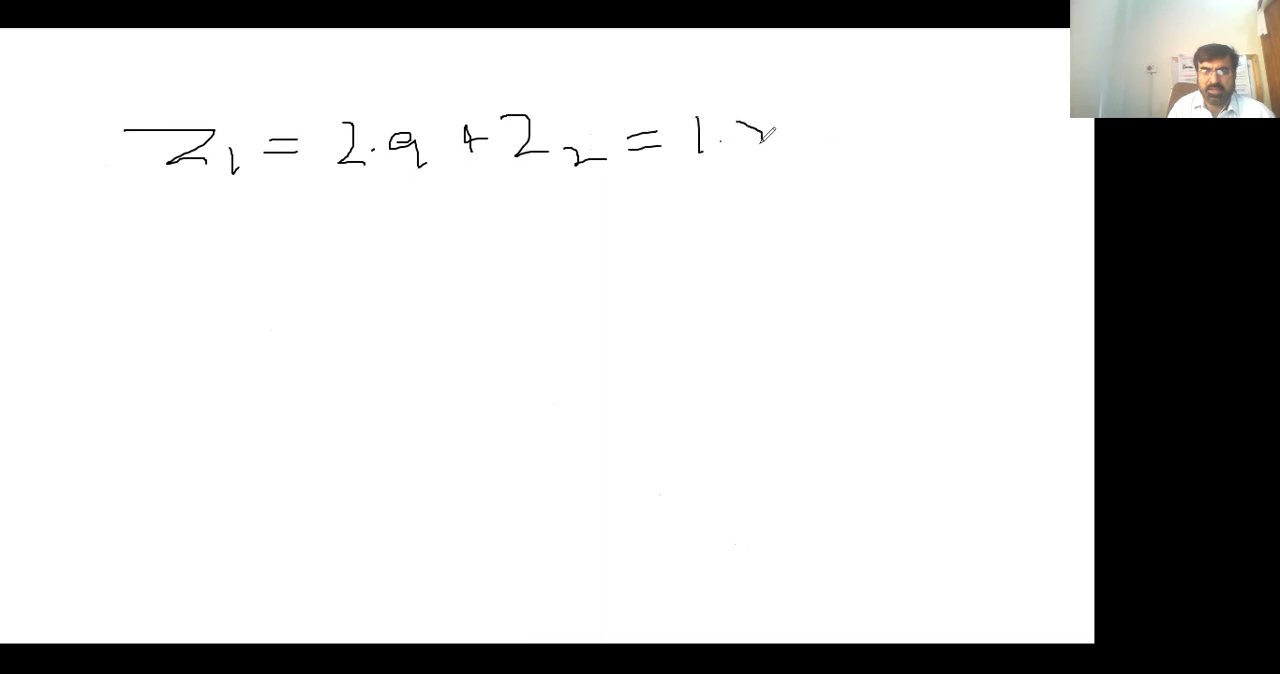 Z₁ = 2.9 + Z₂ = 1.